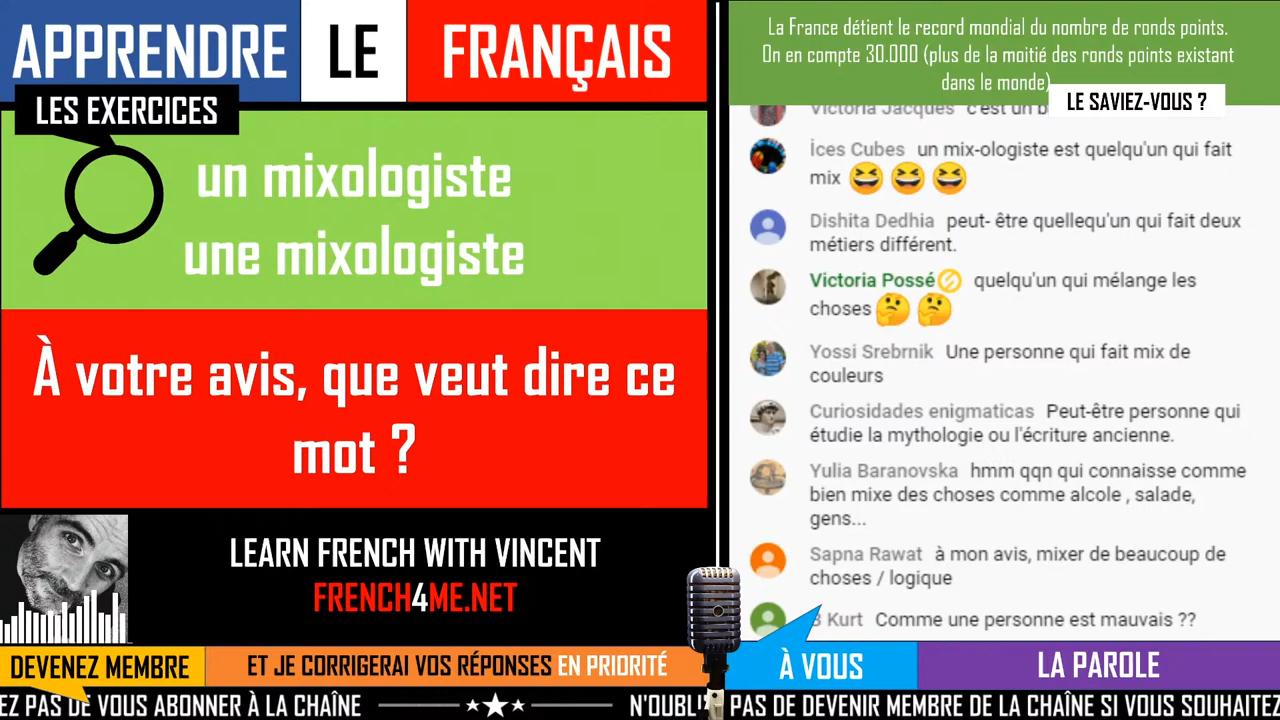 APPRENDRE LE FRANÇAIS
LES EXERCICES
un mixologiste
une mixologiste
À votre avis, que veut dire ce
mot ?
LEARN FRENCH WITH VINCENT
FRENCH4ME.NET
DEVENEZ MEMBRE
ET JE CORRIGERAI VOS RÉPONSES EN PRIORITÉ
La France détient le record mondial du nombre de ronds points.
On en compte 30.000 (plus de la moitié des ronds points existant
dans le monde)
LE SAVIEZ-VOUS ?
Victoria Jacques c'est un
İces Cubes un mix-ologiste est quelqu'un qui fait
mix 😆 😆 😆
Dishita Dedhia peut- être quellequ'un qui fait deux
métiers différent.
Victoria Possé quelqu'un qui mélange les
choses 🤔 🤔
Yossi Srebrnik Une personne qui fait mix de
couleurs
Curiosidades enigmaticas Peut-être personne qui
étudie la mythologie ou l'écriture ancienne.
Yulia Baranovska hmm qqn qui connaisse comme
bien mixe des choses comme alcole , salade,
gens...
Sapna Rawat à mon avis, mixer de beaucoup de
choses / logique
Kurt Comme une personne est mauvais ??
À VOUS
LA PAROLE
EZ PAS DE VOUS ABONNER À LA CHAÎNE
N'OUBLI PAS DE DEVENIR MEMBRE DE LA CHAÎNE SI VOUS SOUHAITEZ